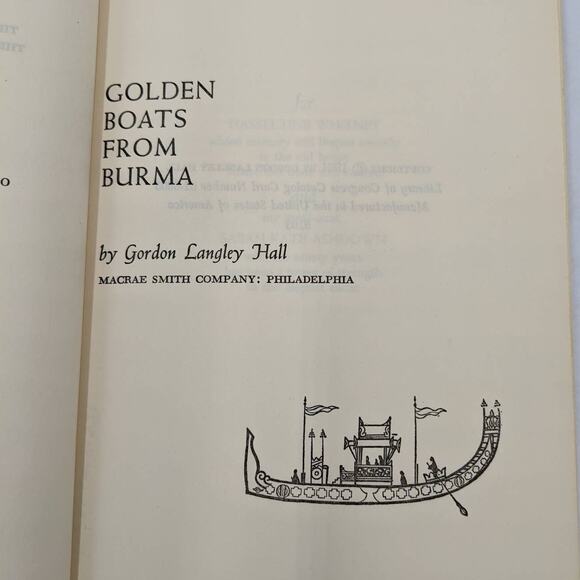 GOLDEN
BOATS
FROM
BURMA
by Gordon Langley Hall
MACRAE SMITH COMPANY: PHILADELPHIA